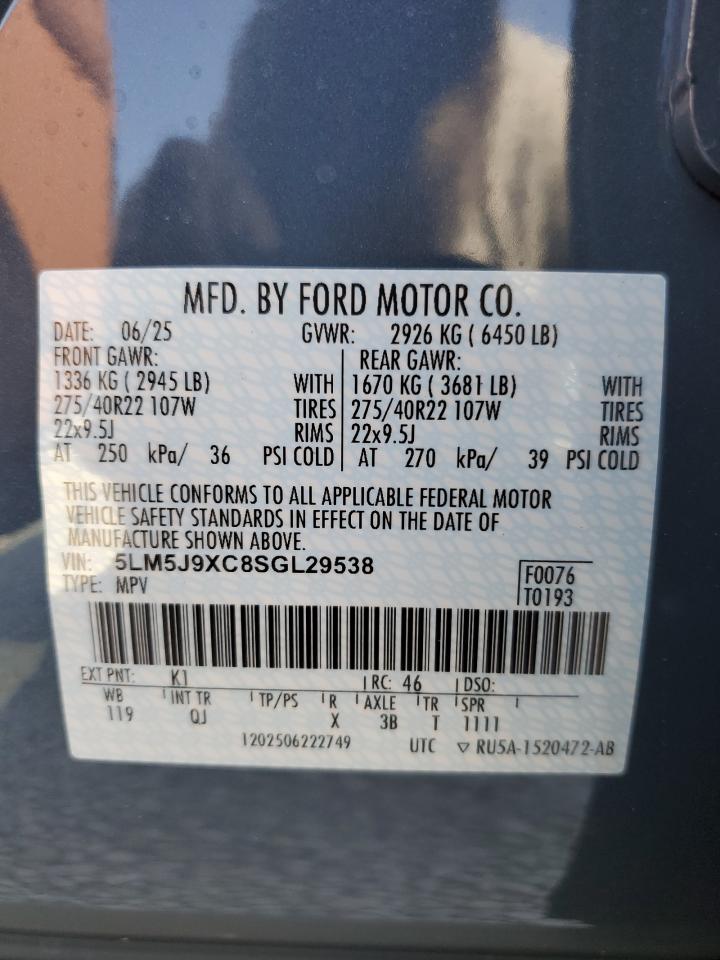 MFD. BY FORD MOTOR CO.
DATE: 06/25 GVWR: 2926 KG ( 6450 LB)
FRONT GAWR: REAR GAWR:
1336 KG ( 2945 LB) WITH 1670 KG ( 3681 LB) WITH
275/40R22 107W TIRES 275/40R22 107W TIRES
22x9.5J RIMS 22x9.5J RIMS
AT 250 kPa/ 36 PSI COLD AT 270 kPa/ 39 PSI COLD
THIS VEHICLE CONFORMS TO ALL APPLICABLE FEDERAL MOTOR
VEHICLE SAFETY STANDARDS IN EFFECT ON THE DATE OF
MANUFACTURE SHOWN ABOVE.
VIN: 5LM5J9XC8SGL29538 F0076
TYPE: MPV T0193
EXT PNT: K1 RC: 46 DSO:
WB INT TR TP/PS R AXLE TR SPR
119 QJ X 3B T 1111
1202506222749 UTC ▽ RU5A-1520472-AB